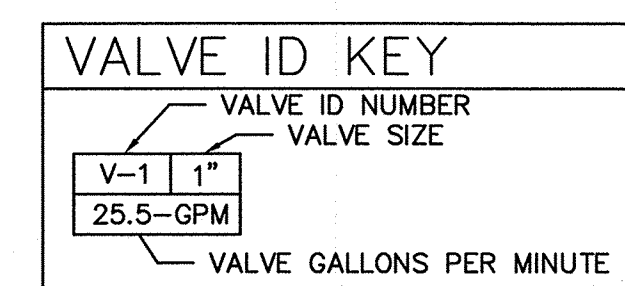 VALVE ID KEY
VALVE ID NUMBER
VALVE SIZE
V-1 1"
25.5-GPM
VALVE GALLONS PER MINUTE